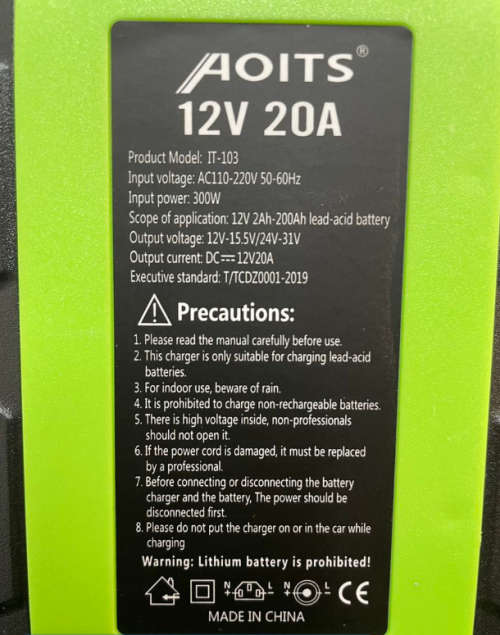 AOITS®
12V 20A
Product Model: IT-103
Input voltage: AC110-220V 50-60Hz
Input power: 300W
Scope of application: 12V 2Ah-200Ah lead-acid battery
Output voltage: 12V-15.5V/24V-31V
Output current: DC⎓12V20A
Executive standard: T/TCDZ0001-2019
Precautions:
1. Please read the manual carefully before use.
2. This charger is only suitable for charging lead-acid
batteries.
3. For indoor use, beware of rain.
4. It is prohibited to charge non-rechargeable batteries.
5. There is high voltage inside, non-professionals
should not open it.
6. If the power cord is damaged, it must be replaced
by a professional.
7. Before connecting or disconnecting the battery
charger and the battery, The power should be
disconnected first.
8. Please do not put the charger on or in the car while
charging
Warning: Lithium battery is prohibited!
N + L - N + L - CE
MADE IN CHINA